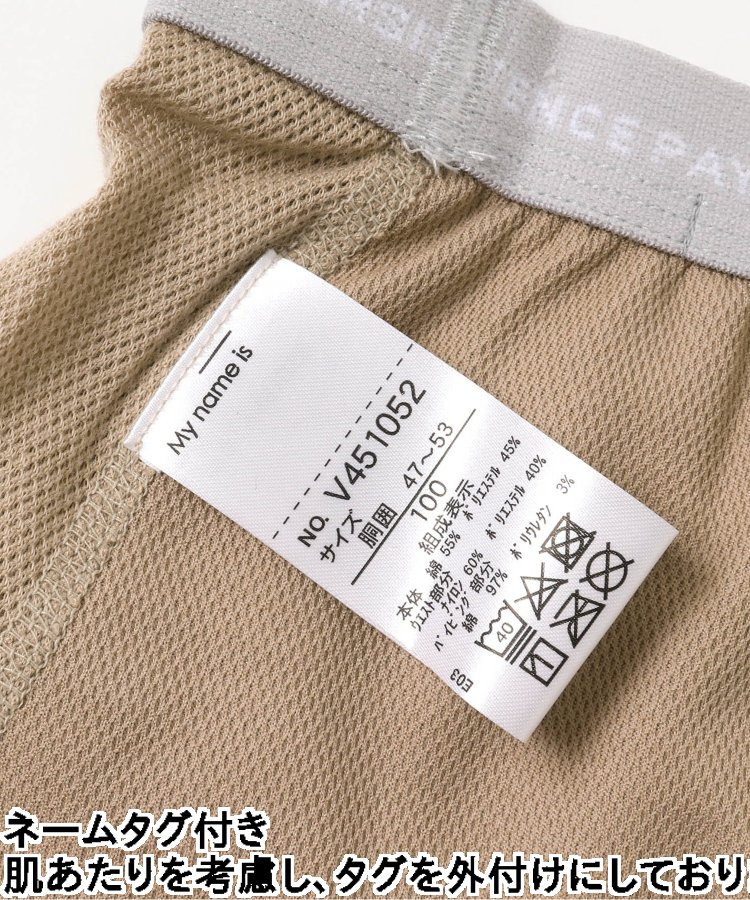 ENCE PAY
My name is
NO. V451052
サイズ 100
胴囲 47～53
組成表示
本体 綿 55% ポリエステル 45%
ウエスト部分
ナイロン 60% ポリエステル 40%
パイピング部分
綿 97% ポリウレタン 3%
40
E03
ネームタグ付き
肌あたりを考慮し、タグを外付けにしており